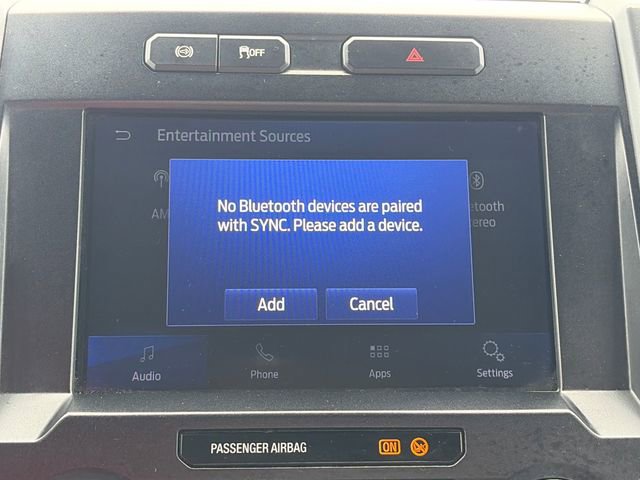 OFF
Entertainment Sources
AM
No Bluetooth devices are paired
with SYNC. Please add a device.
etooth
ereo
Add
Cancel
Audio
Phone
Apps
Settings
PASSENGER AIRBAG
ON